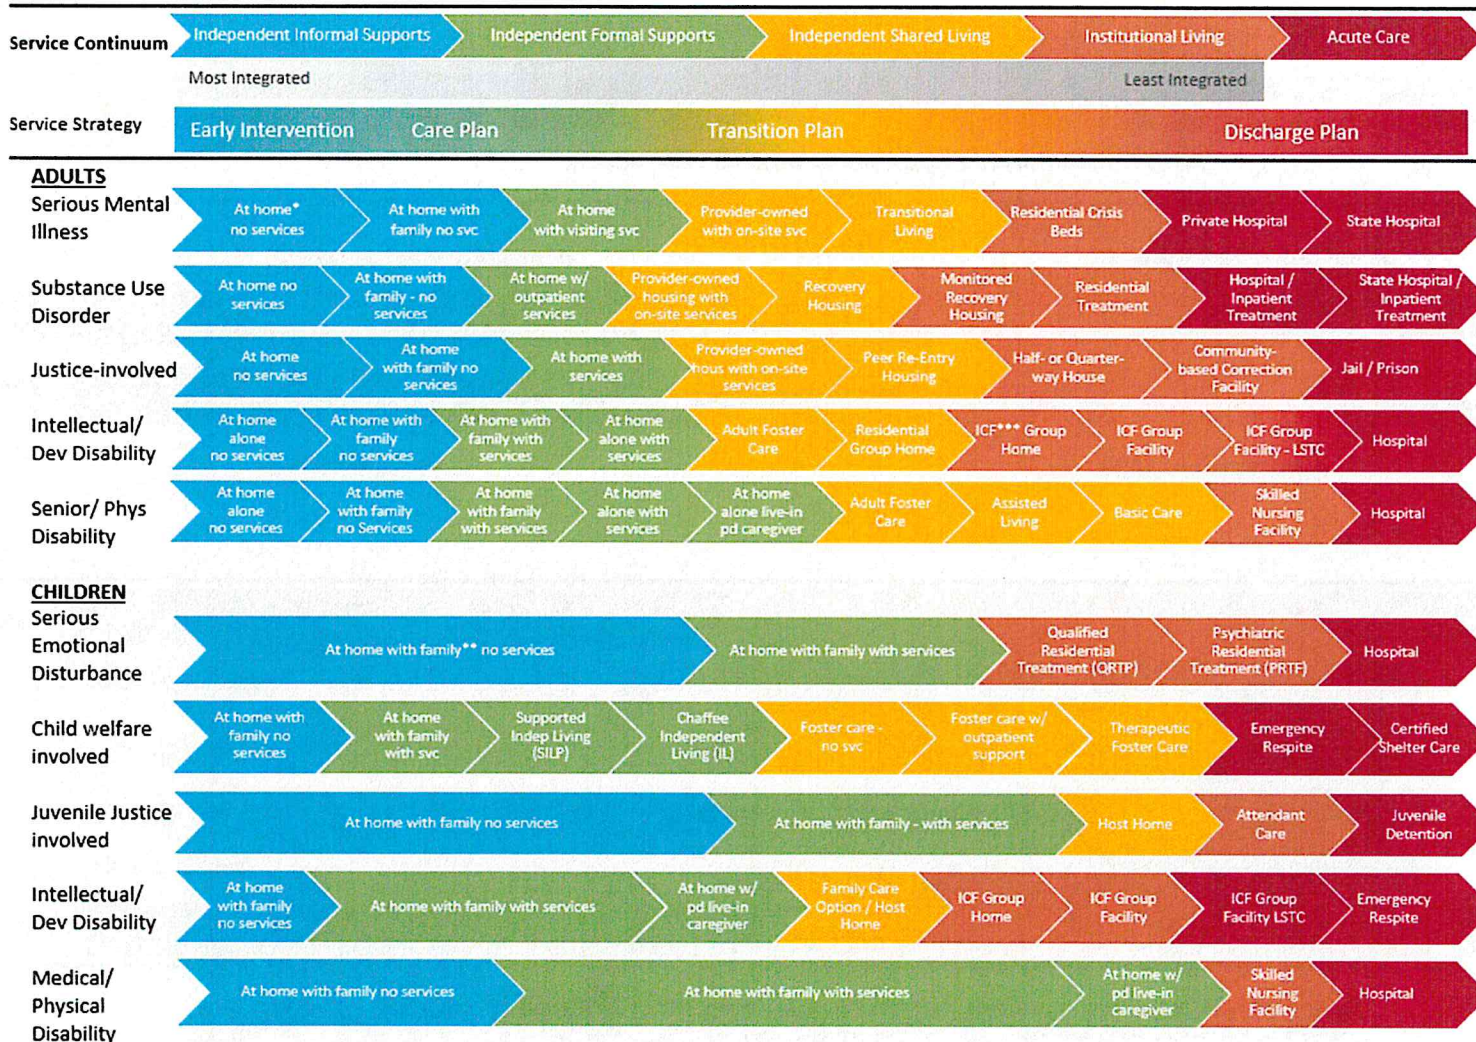 Service Continuum
Independent Informal Supports
Independent Formal Supports
Independent Shared Living
Institutional Living
Acute Care
Most Integrated
Least Integrated
Service Strategy
Early Intervention
Care Plan
Transition Plan
Discharge Plan
ADULTS
Serious Mental
Illness
At home*
no services
At home with
family no svc
At home
with visiting svc
Provider-owned
with on-site svc
Transitional
Living
Residential Crisis
Beds
Private Hospital
State Hospital
Substance Use
Disorder
At home no
services
At home with
family - no
services
At home w/
outpatient
services
Provider-owned
housing with
on-site services
Recovery
Housing
Monitored
Recovery
Housing
Residential
Treatment
Hospital /
Inpatient
Treatment
State Hospital /
Inpatient
Treatment
Justice-involved
At home
no services
At home
with family no
services
At home with
services
Provider-owned
hous with on-site
services
Peer Re-Entry
Housing
Half- or Quarter-
way House
Community-
based Correction
Facility
Jail / Prison
Intellectual/
Dev Disability
At home
alone
no services
At home with
family
no services
At home with
family with
services
At home
alone with
services
Adult Foster
Care
Residential
Group Home
ICF*** Group
Home
ICF Group
Facility
ICF Group
Facility - LSTC
Hospital
Senior/ Phys
Disability
At home
alone
no services
At home
with family
no Services
At home
with family
with services
At home
alone with
services
At home
alone live-in
pd caregiver
Adult Foster
Care
Assisted
Living
Basic Care
Skilled
Nursing
Facility
Hospital
CHILDREN
Serious
Emotional
Disturbance
At home with family** no services
At home with family with services
Qualified
Residential
Treatment (QRTP)
Psychiatric
Residential
Treatment (PRTF)
Hospital
Child welfare
involved
At home with
family no
services
At home
with family
with svc
Supported
Indep Living
(SILP)
Chaffee
Independent
Living (IL)
Foster care -
no svc
Foster care w/
outpatient
support
Therapeutic
Foster Care
Emergency
Respite
Certified
Shelter Care
Juvenile Justice
involved
At home with family no services
At home with family - with services
Host Home
Attendant
Care
Juvenile
Detention
Intellectual/
Dev Disability
At home
with family
no services
At home with family with services
At home w/
pd live-in
caregiver
Family Care
Option / Host
Home
ICF Group
Home
ICF Group
Facility
ICF Group
Facility LSTC
Emergency
Respite
Medical/
Physical
Disability
At home with family no services
At home with family with services
At home w/
pd live-in
caregiver
Skilled
Nursing
Facility
Hospital